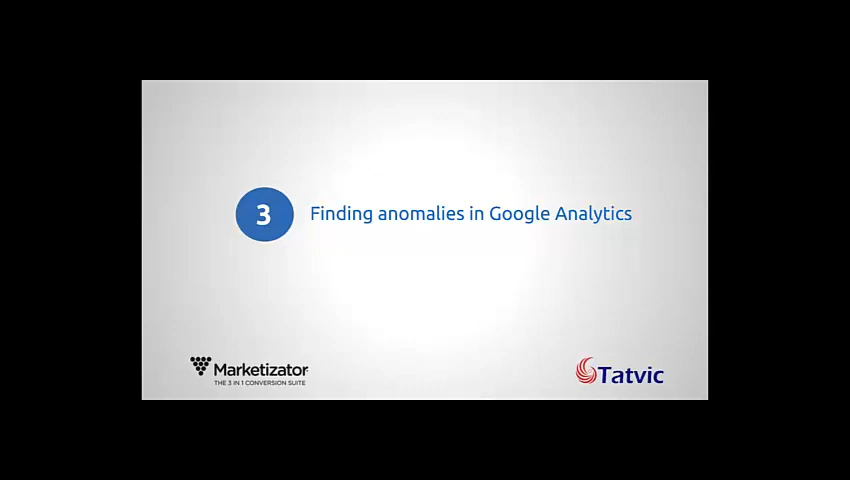 3
Finding anomalies in Google Analytics
Marketizator
THE 3 IN 1 CONVERSION SUITE
Tatvic